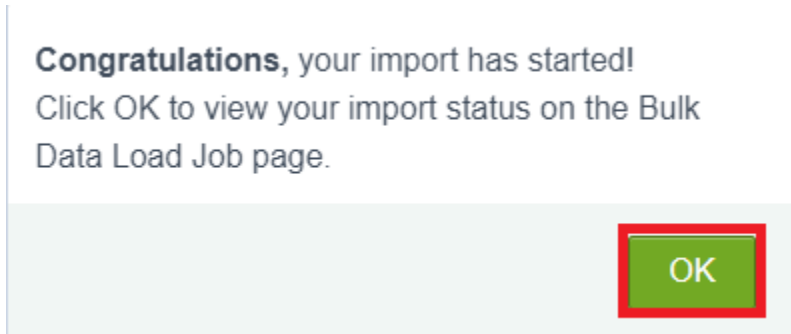 Congratulations, your import has started!
Click OK to view your import status on the Bulk
Data Load Job page.
OK